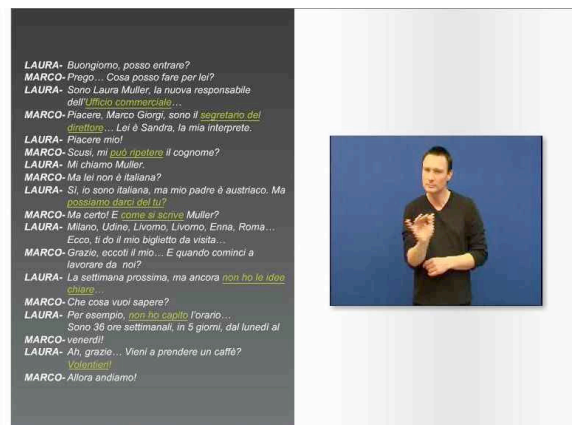 LAURA- Buongiorno, posso entrare?
MARCO- Prego… Cosa posso fare per lei?
LAURA- Sono Laura Muller, la nuova responsabile
dell'Ufficio commerciale…
MARCO- Piacere, Marco Giorgi, sono il segretario del
direttore… Lei è Sandra, la mia interprete.
LAURA- Piacere mio!
MARCO- Scusi, mi può ripetere il cognome?
LAURA- Mi chiamo Muller.
MARCO- Ma lei non è italiana?
LAURA- Sì, io sono italiana, ma mio padre è austriaco. Ma
possiamo darci del tu?
MARCO- Ma certo! E come si scrive Muller?
LAURA- Milano, Udine, Livorno, Livorno, Enna, Roma…
Ecco, ti do il mio biglietto da visita…
MARCO- Grazie, eccoti il mio… E quando cominci a
lavorare da noi?
LAURA- La settimana prossima, ma ancora non ho le idee
chiare…
MARCO- Che cosa vuoi sapere?
LAURA- Per esempio, non ho capito l'orario…
Sono 36 ore settimanali, in 5 giorni, dal lunedì al
MARCO- venerdì!
LAURA- Ah, grazie… Vieni a prendere un caffè?
Volentieri!
MARCO- Allora andiamo!